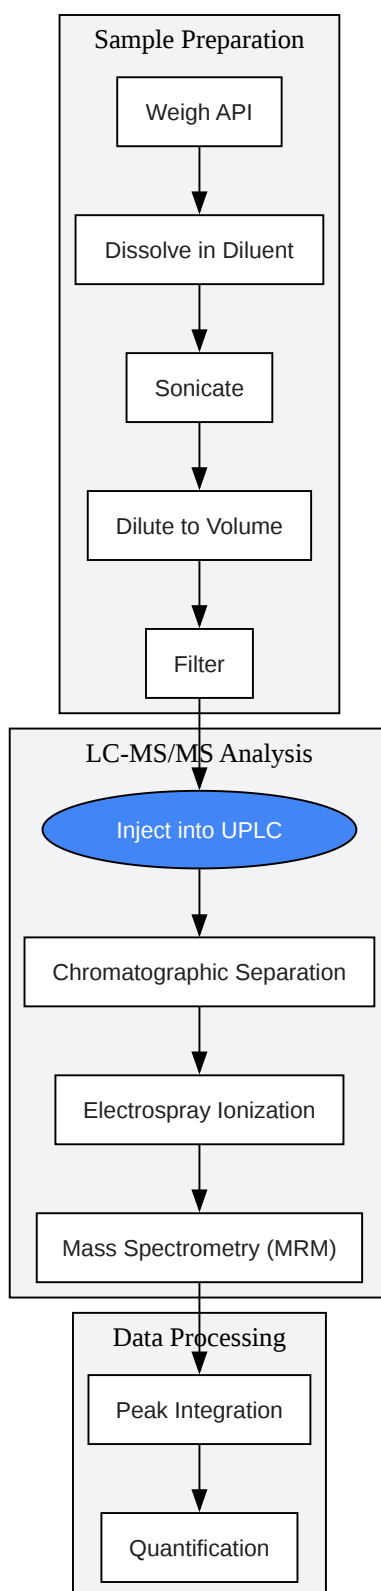 Sample Preparation
Weigh API
Dissolve in Diluent
Sonicate
Dilute to Volume
Filter
LC-MS/MS Analysis
Inject into UPLC
Chromatographic Separation
Electrospray Ionization
Mass Spectrometry (MRM)
Data Processing
Peak Integration
Quantification